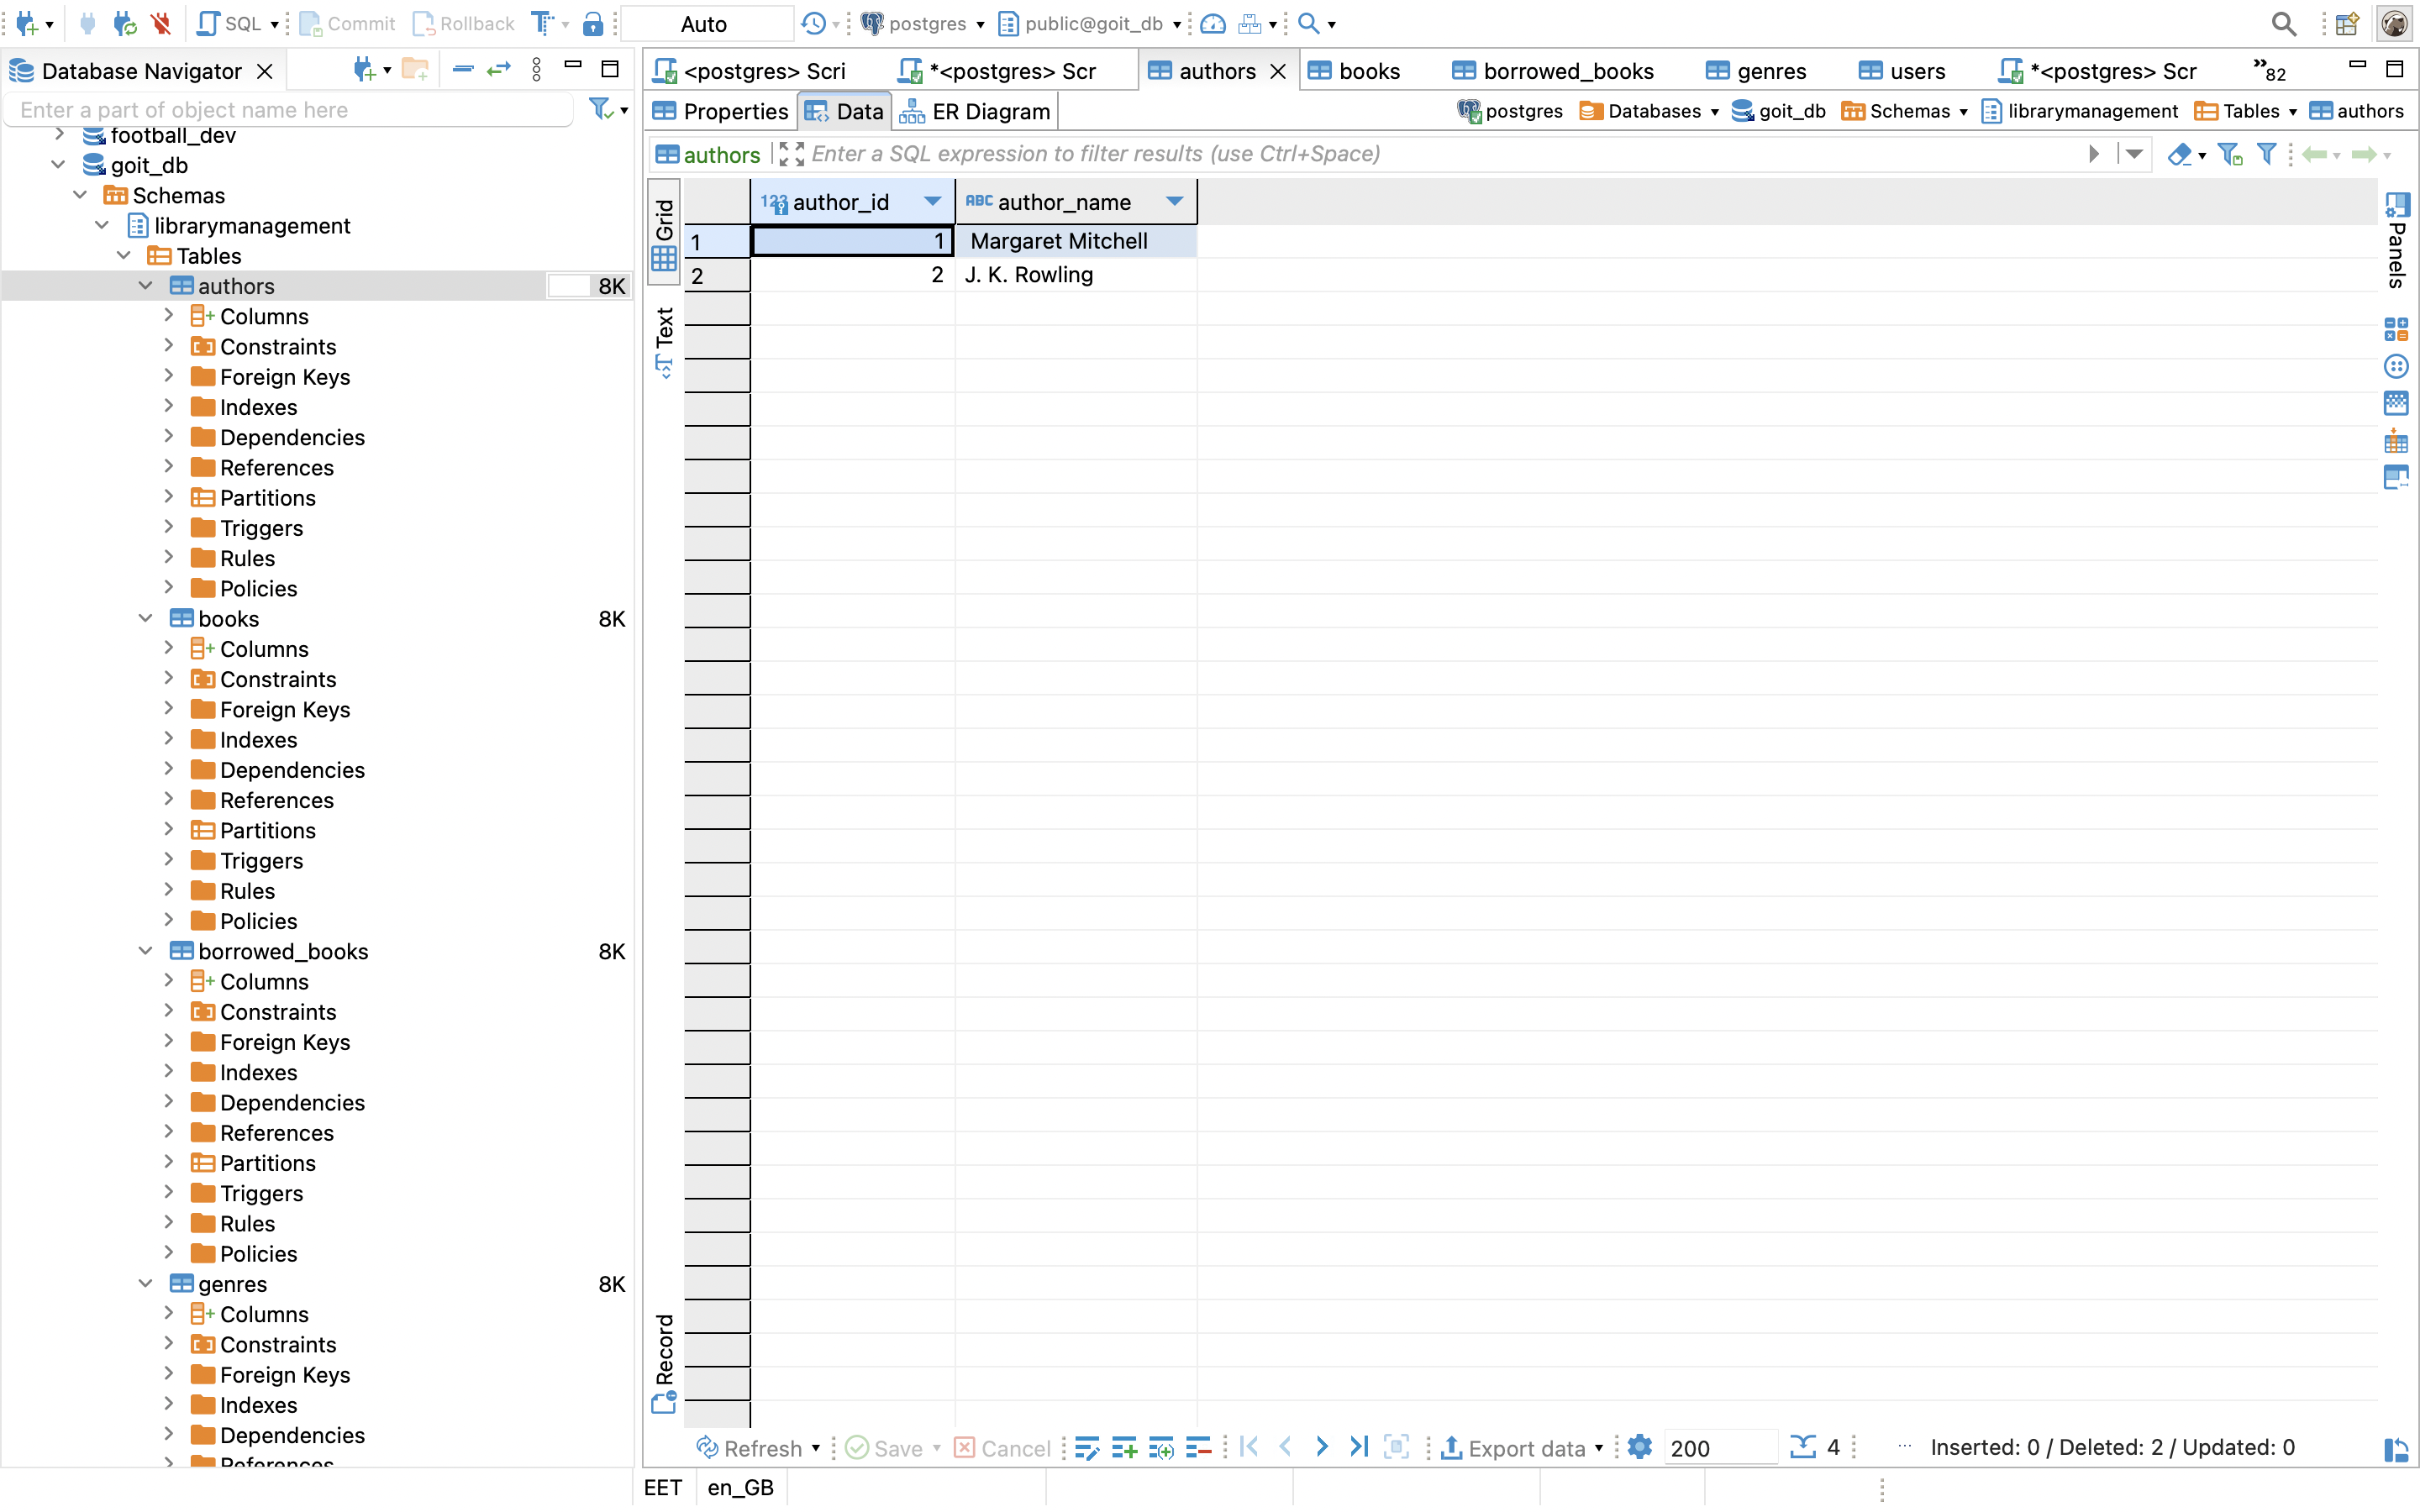 SQL Commit Rollback Auto postgres public@goit_db
Database Navigator
Enter a part of object name here
football_dev
goit_db
Schemas
librarymanagement
Tables
authors 8K
Columns
Constraints
Foreign Keys
Indexes
Dependencies
References
Partitions
Triggers
Rules
Policies
books 8K
Columns
Constraints
Foreign Keys
Indexes
Dependencies
References
Partitions
Triggers
Rules
Policies
borrowed_books 8K
Columns
Constraints
Foreign Keys
Indexes
Dependencies
References
Partitions
Triggers
Rules
Policies
genres 8K
Columns
Constraints
Foreign Keys
Indexes
Dependencies
References
<postgres> Scri *<postgres> Scr authors books borrowed_books genres users *<postgres> Scr »82
Properties Data ER Diagram postgres Databases goit_db Schemas librarymanagement Tables authors
authors Enter a SQL expression to filter results (use Ctrl+Space)
Grid
Text
Record
123 author_id ABC author_name
1 1 Margaret Mitchell
2 2 J. K. Rowling
Panels
Refresh Save Cancel Export data 200 4 ... Inserted: 0 / Deleted: 2 / Updated: 0
EET en_GB